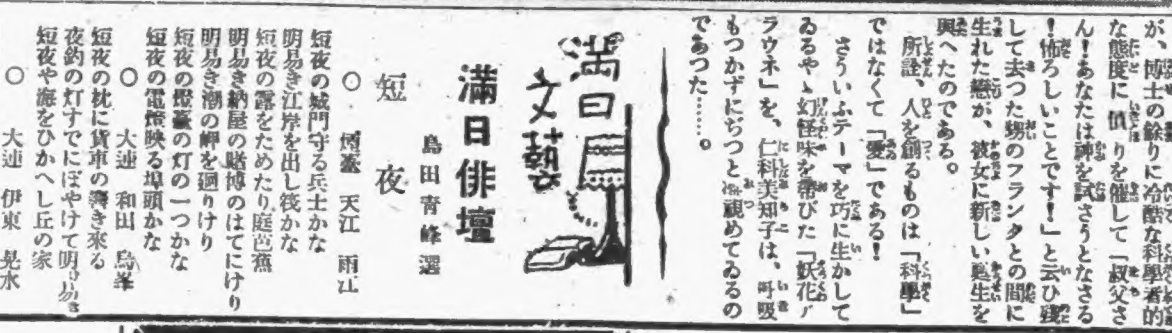 が、博士の餘りに冷酷な科學者的
な態度に憤りを催して「叔父さ
ん！あなたは神を試さうとなさる
！怖ろしいことです！」と云ひ殘
して去つた甥のフランクとの間に
生れた戀が、彼女に新しい更生を
與へたのである。
所詮、人を創るものは「科學」
ではなくて「愛」である！
さういふテーマを巧に生かして
ゐるやゝ幻怪味を帶びた「妖花ア
ラウネ」を、仁科美知子は、呼吸
もつかずにぢつと視めてゐるの
であつた……。
滿日
文藝
滿日俳壇
島田青峰選
短夜
○ 天江 雨江
短夜の城門守る兵士かな
明易き江岸を出し筏かな
短夜の露をためたり庭芭蕉
明易き納屋の賭博のはてにけり
明易き潮の岬を廻りけり
短夜の燈臺の灯の一つかな
短夜の電燈映る埠頭かな
○ 大連 和田 烏峯
短夜の枕に貨車の轟き來る
夜釣の灯すでにぼやけて明易き
短夜や海をひかへし丘の家
○ 大連 伊東 晃水